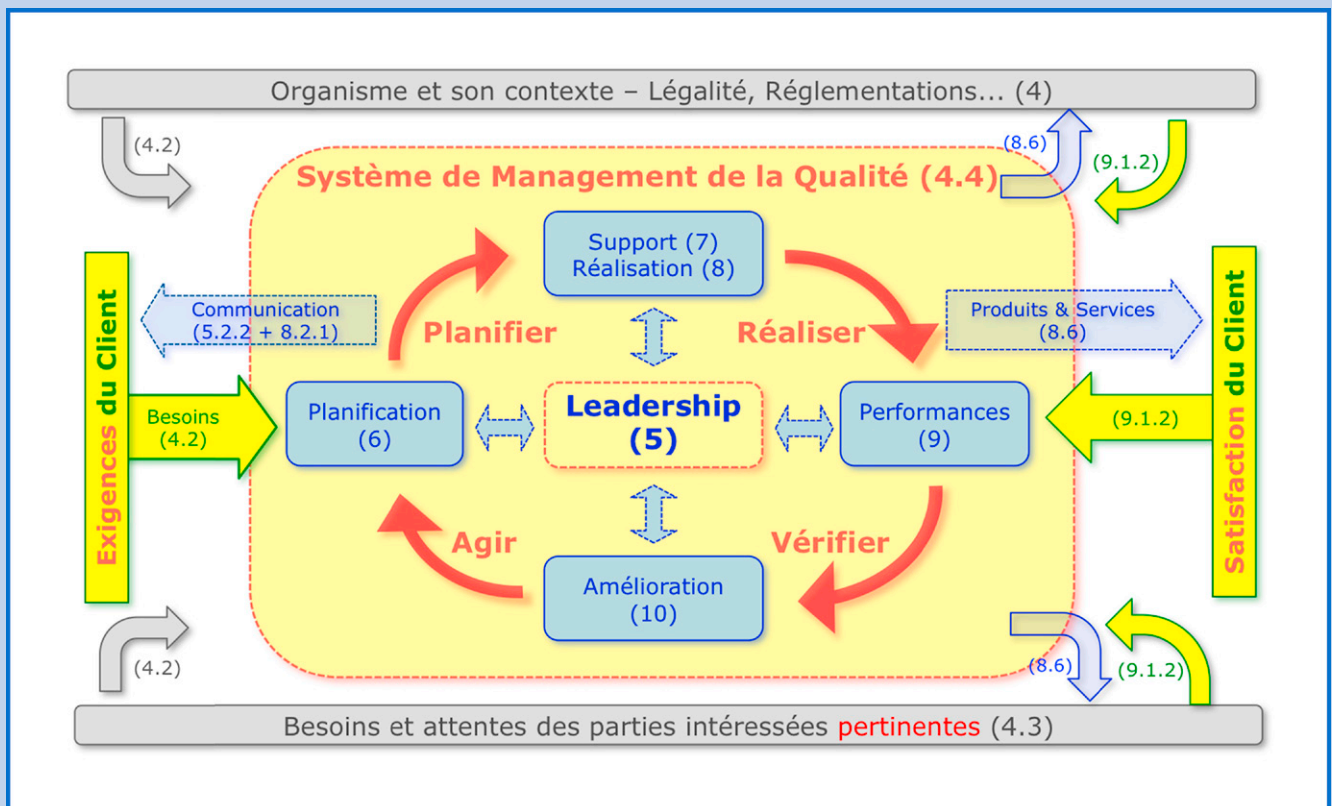 Organisme et son contexte – Légalité, Réglementations... (4)
(4.2)
(8.6)
(9.1.2)
Système de Management de la Qualité (4.4)
Support (7)
Réalisation (8)
Exigences du Client
Communication
(5.2.2 + 8.2.1)
Planifier
Réaliser
Produits & Services
(8.6)
Satisfaction du Client
Besoins
(4.2)
Planification
(6)
Leadership
(5)
Performances
(9)
(9.1.2)
Agir
Vérifier
Amélioration
(10)
(4.2)
(8.6)
(9.1.2)
Besoins et attentes des parties intéressées pertinentes (4.3)